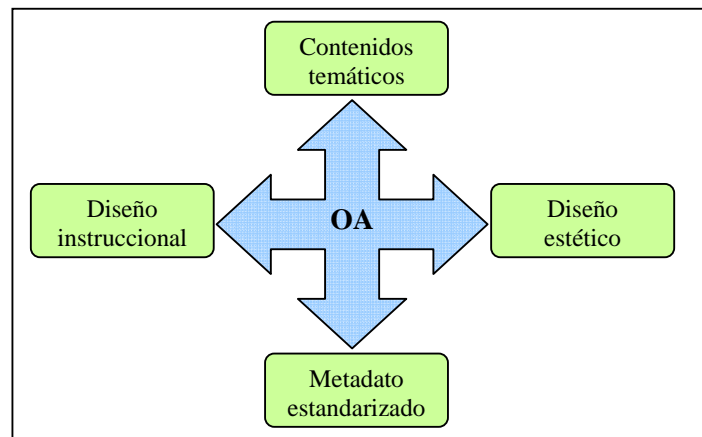 Contenidos
temáticos
Diseño
instruccional
OA
Diseño
estético
Metadato
estandarizado